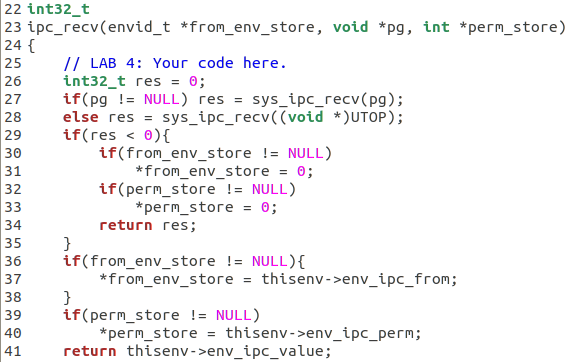 22 int32_t
23 ipc_recv(envid_t *from_env_store, void *pg, int *perm_store)
24 {
25     // LAB 4: Your code here.
26     int32_t res = 0;
27     if(pg != NULL) res = sys_ipc_recv(pg);
28     else res = sys_ipc_recv((void *)UTOP);
29     if(res < 0){
30         if(from_env_store != NULL)
31             *from_env_store = 0;
32         if(perm_store != NULL)
33             *perm_store = 0;
34         return res;
35     }
36     if(from_env_store != NULL){
37         *from_env_store = thisenv->env_ipc_from;
38     }
39     if(perm_store != NULL)
40         *perm_store = thisenv->env_ipc_perm;
41     return thisenv->env_ipc_value;